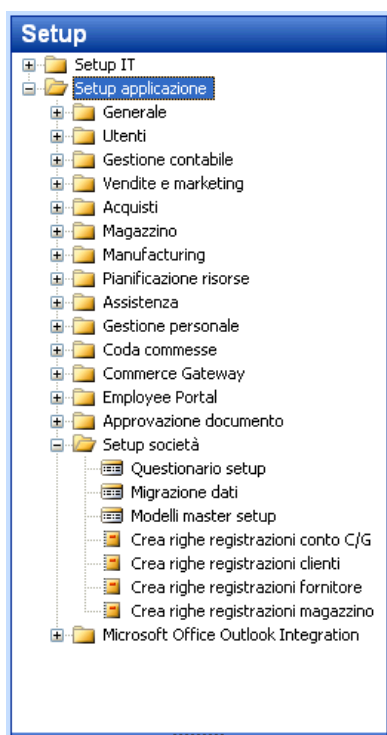 Setup
Setup IT
Setup applicazione
Generale
Utenti
Gestione contabile
Vendite e marketing
Acquisti
Magazzino
Manufacturing
Pianificazione risorse
Assistenza
Gestione personale
Coda commesse
Commerce Gateway
Employee Portal
Approvazione documento
Setup società
Questionario setup
Migrazione dati
Modelli master setup
Crea righe registrazioni conto C/G
Crea righe registrazioni clienti
Crea righe registrazioni fornitore
Crea righe registrazioni magazzino
Microsoft Office Outlook Integration